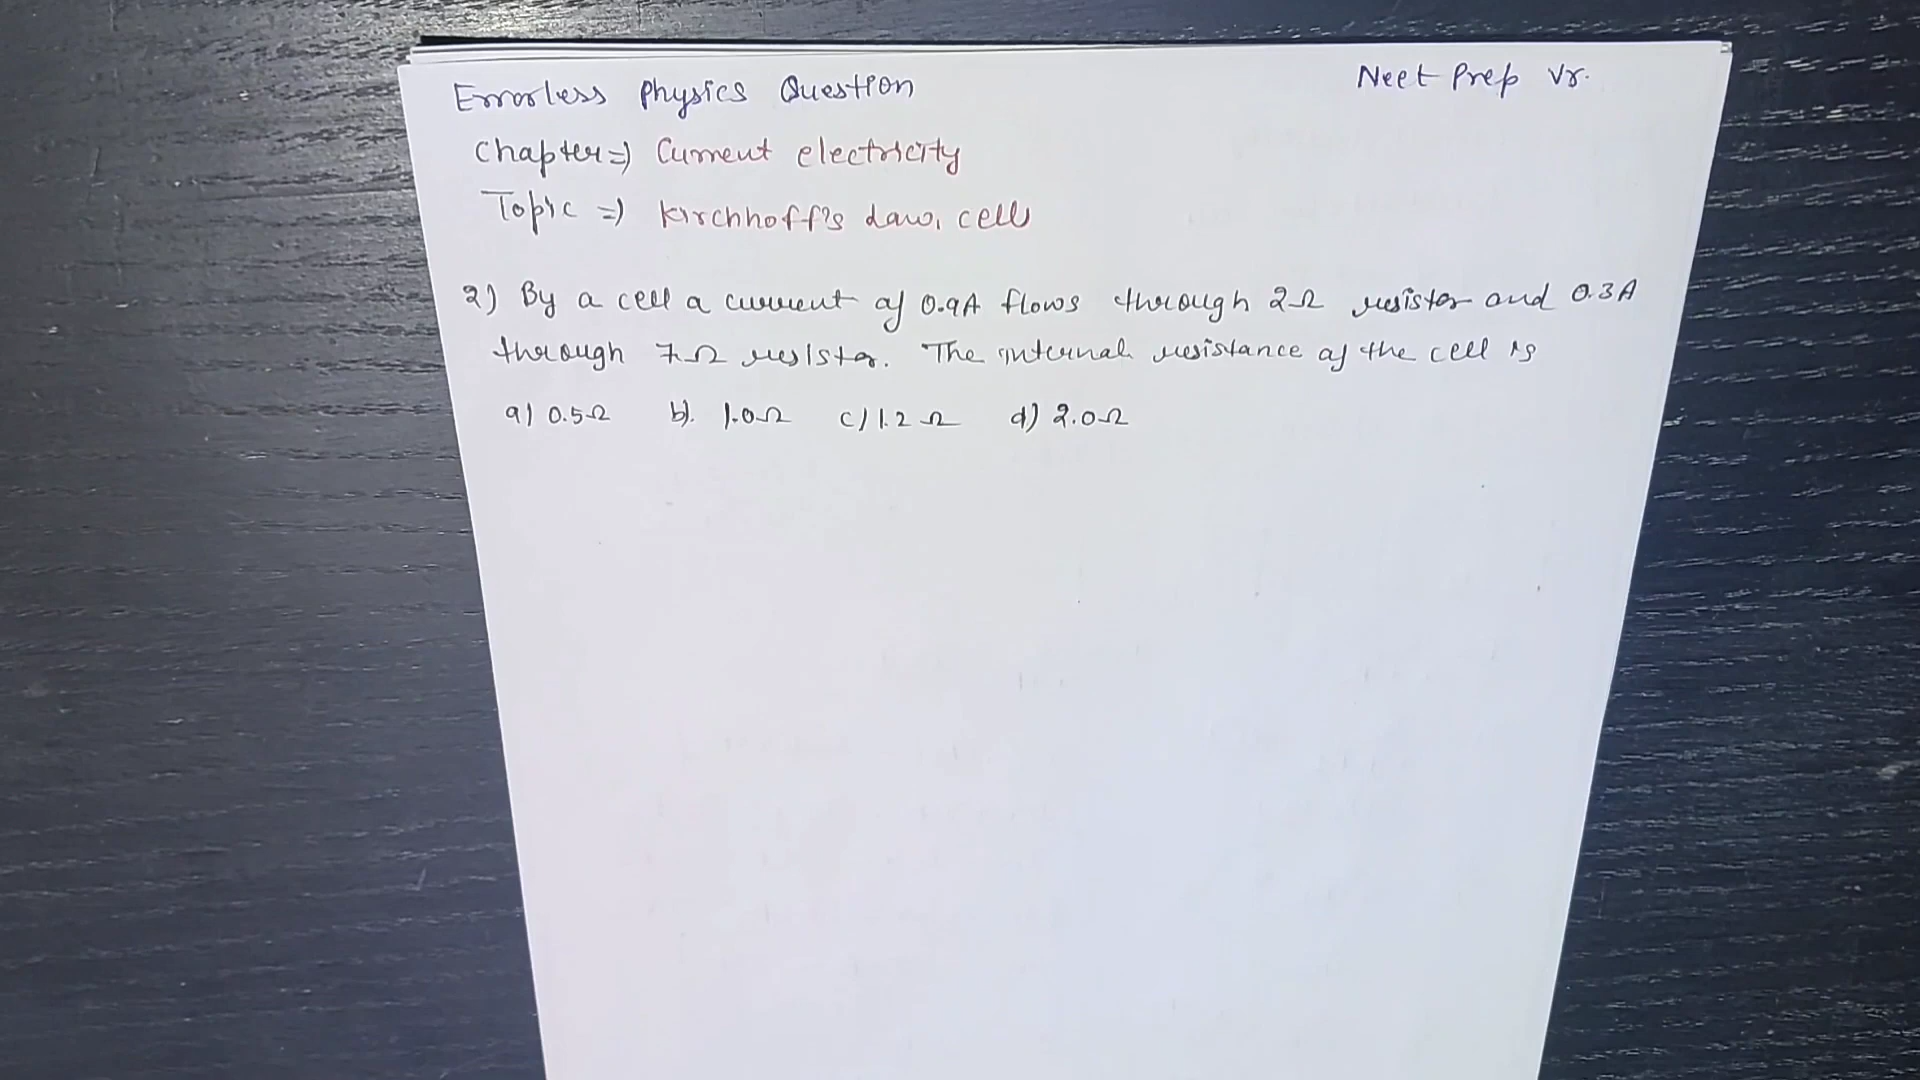 Errorless Physics Question
Neet Prep Vr.
Chapter => Current electricity
Topic => Kirchhoff's Law, cell
2) By a cell a current of 0.9A flows through 2Ω resistor and 0.3A
through 7Ω resistor. The internal resistance of the cell is
a) 0.5Ω b). 1.0Ω c) 1.2Ω d) 2.0Ω